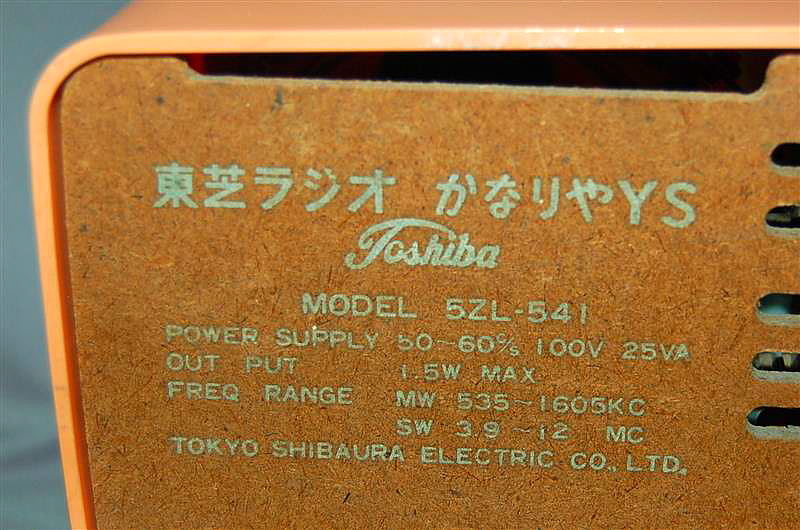 東芝ラジオ かなりやYS
Toshiba
MODEL 5ZL-541
POWER SUPPLY 50~60㎐ 100V 25VA
OUT PUT 1.5W MAX
FREQ RANGE MW 535~1605KC
SW 3.9~12 MC
TOKYO SHIBAURA ELECTRIC CO., LTD.